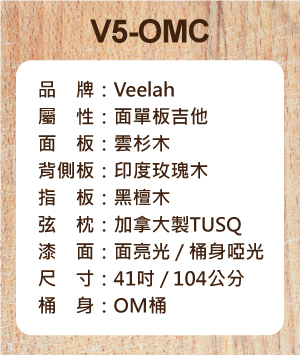 V5-OMC
品　牌：Veelah
屬　性：面單板吉他
面　板：雲杉木
背側板：印度玫瑰木
指　板：黑檀木
弦　枕：加拿大製TUSQ
漆　面：面亮光 / 桶身啞光
尺　寸：41吋 / 104公分
桶　身：OM桶